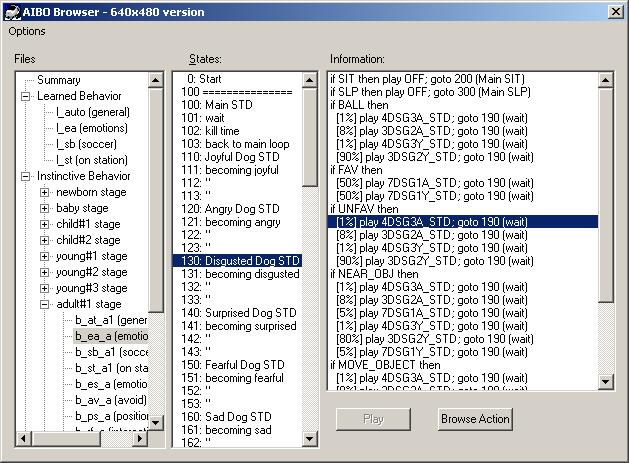 AIBO Browser - 640x480 version
Options
Files
Summary
Learned Behavior
l_auto (general)
l_ea (emotions)
l_sb (soccer)
l_st (on station)
Instinctive Behavior
newborn stage
baby stage
child#1 stage
child#2 stage
young#1 stage
young#2 stage
young#3 stage
adult#1 stage
b_at_a1 (gener
b_ea_a (emotio
b_sb_a1 (socce
b_st_a1 (on sta
b_es_a (emotio
b_av_a (avoid)
b_ps_a (position
States:
0: Start
100 ===============
100: Main STD
101: wait
102: kill time
103: back to main loop
110: Joyful Dog STD
111: becoming joyful
112: "
113: "
120: Angry Dog STD
121: becoming angry
122: "
123: "
130: Disgusted Dog STD
131: becoming disgusted
132: "
133: "
140: Surprised Dog STD
141: becoming surprised
142: "
143: "
150: Fearful Dog STD
151: becoming fearful
152: "
153: "
160: Sad Dog STD
161: becoming sad
162: "
Information:
if SIT then play OFF; goto 200 (Main SIT)
if SLP then play OFF; goto 300 (Main SLP)
if BALL then
[1%] play 4DSG3A_STD; goto 190 (wait)
[8%] play 3DSG2A_STD; goto 190 (wait)
[1%] play 4DSG3Y_STD; goto 190 (wait)
[90%] play 3DSG2Y_STD; goto 190 (wait)
if FAV then
[50%] play 7DSG1A_STD; goto 190 (wait)
[50%] play 7DSG1Y_STD; goto 190 (wait)
if UNFAV then
[1%] play 4DSG3A_STD; goto 190 (wait)
[8%] play 3DSG2A_STD; goto 190 (wait)
[1%] play 4DSG3Y_STD; goto 190 (wait)
[90%] play 3DSG2Y_STD; goto 190 (wait)
if NEAR_OBJ then
[1%] play 4DSG3A_STD; goto 190 (wait)
[8%] play 3DSG2A_STD; goto 190 (wait)
[5%] play 7DSG1A_STD; goto 190 (wait)
[1%] play 4DSG3Y_STD; goto 190 (wait)
[80%] play 3DSG2Y_STD; goto 190 (wait)
[5%] play 7DSG1Y_STD; goto 190 (wait)
if MOVE_OBJECT then
[1%] play 4DSG3A_STD; goto 190 (wait)
Play
Browse Action